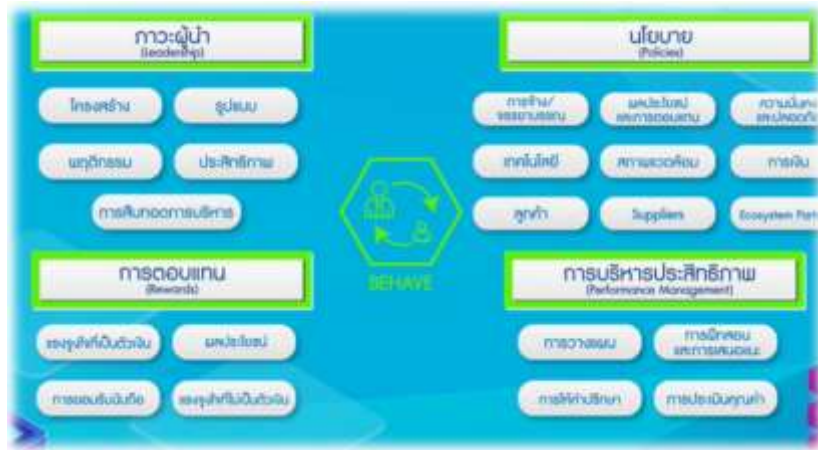 ภาวะผู้นำ
(Leadership)
โครงสร้าง
รูปแบบ
พฤติกรรม
ประสิทธิภาพ
การสืบทอดการบริหาร
นโยบาย
(Policies)
การจ้าง/
จรรยาบรรณ
ผลประโยชน์
และการตอบแทน
เทคโนโลยี
สภาพแวดล้อม
การเงิน
ลูกค้า
Suppliers
Ecosystem
BEHAVE
การตอบแทน
(Rewards)
แรงจูงใจที่เป็นตัวเงิน
ผลประโยชน์
การยอมรับนับถือ
แรงจูงใจที่ไม่เป็นตัวเงิน
การบริหารประสิทธิภาพ
(Performance Management)
การวางแผน
การฝึกสอน
และการเสนอแนะ
การให้คำปรึกษา
การประเมินคุณค่า